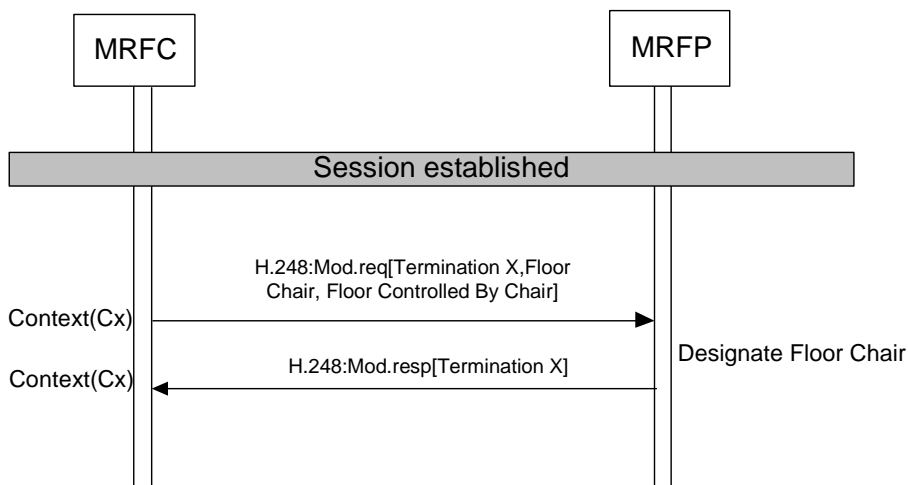 MRFC
MRFP
Session established
H.248:Mod.req[Termination X,Floor
Chair, Floor Controlled By Chair]
Context(Cx)
Designate Floor Chair
H.248:Mod.resp[Termination X]
Context(Cx)